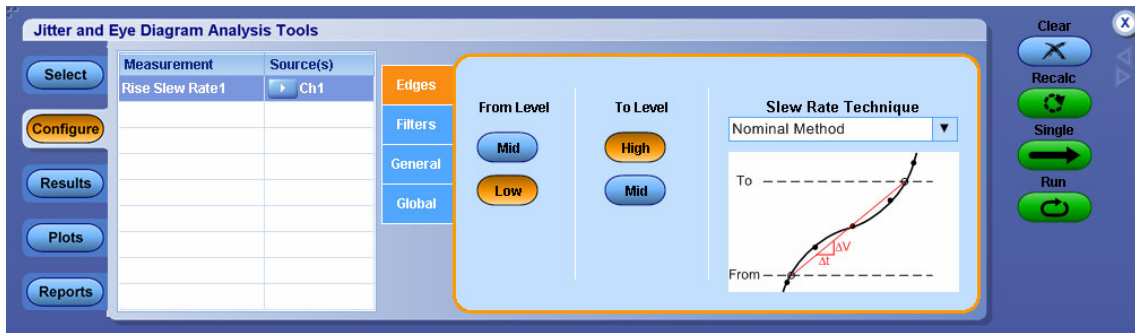 Jitter and Eye Diagram Analysis Tools
Select
Configure
Results
Plots
Reports
Measurement Source(s)
Rise Slew Rate1 Ch1
Edges
Filters
General
Global
From Level
Mid
Low
To Level
High
Mid
Slew Rate Technique
Nominal Method
To
From
ΔV
Δt
Clear
X
Recalc
Single
Run